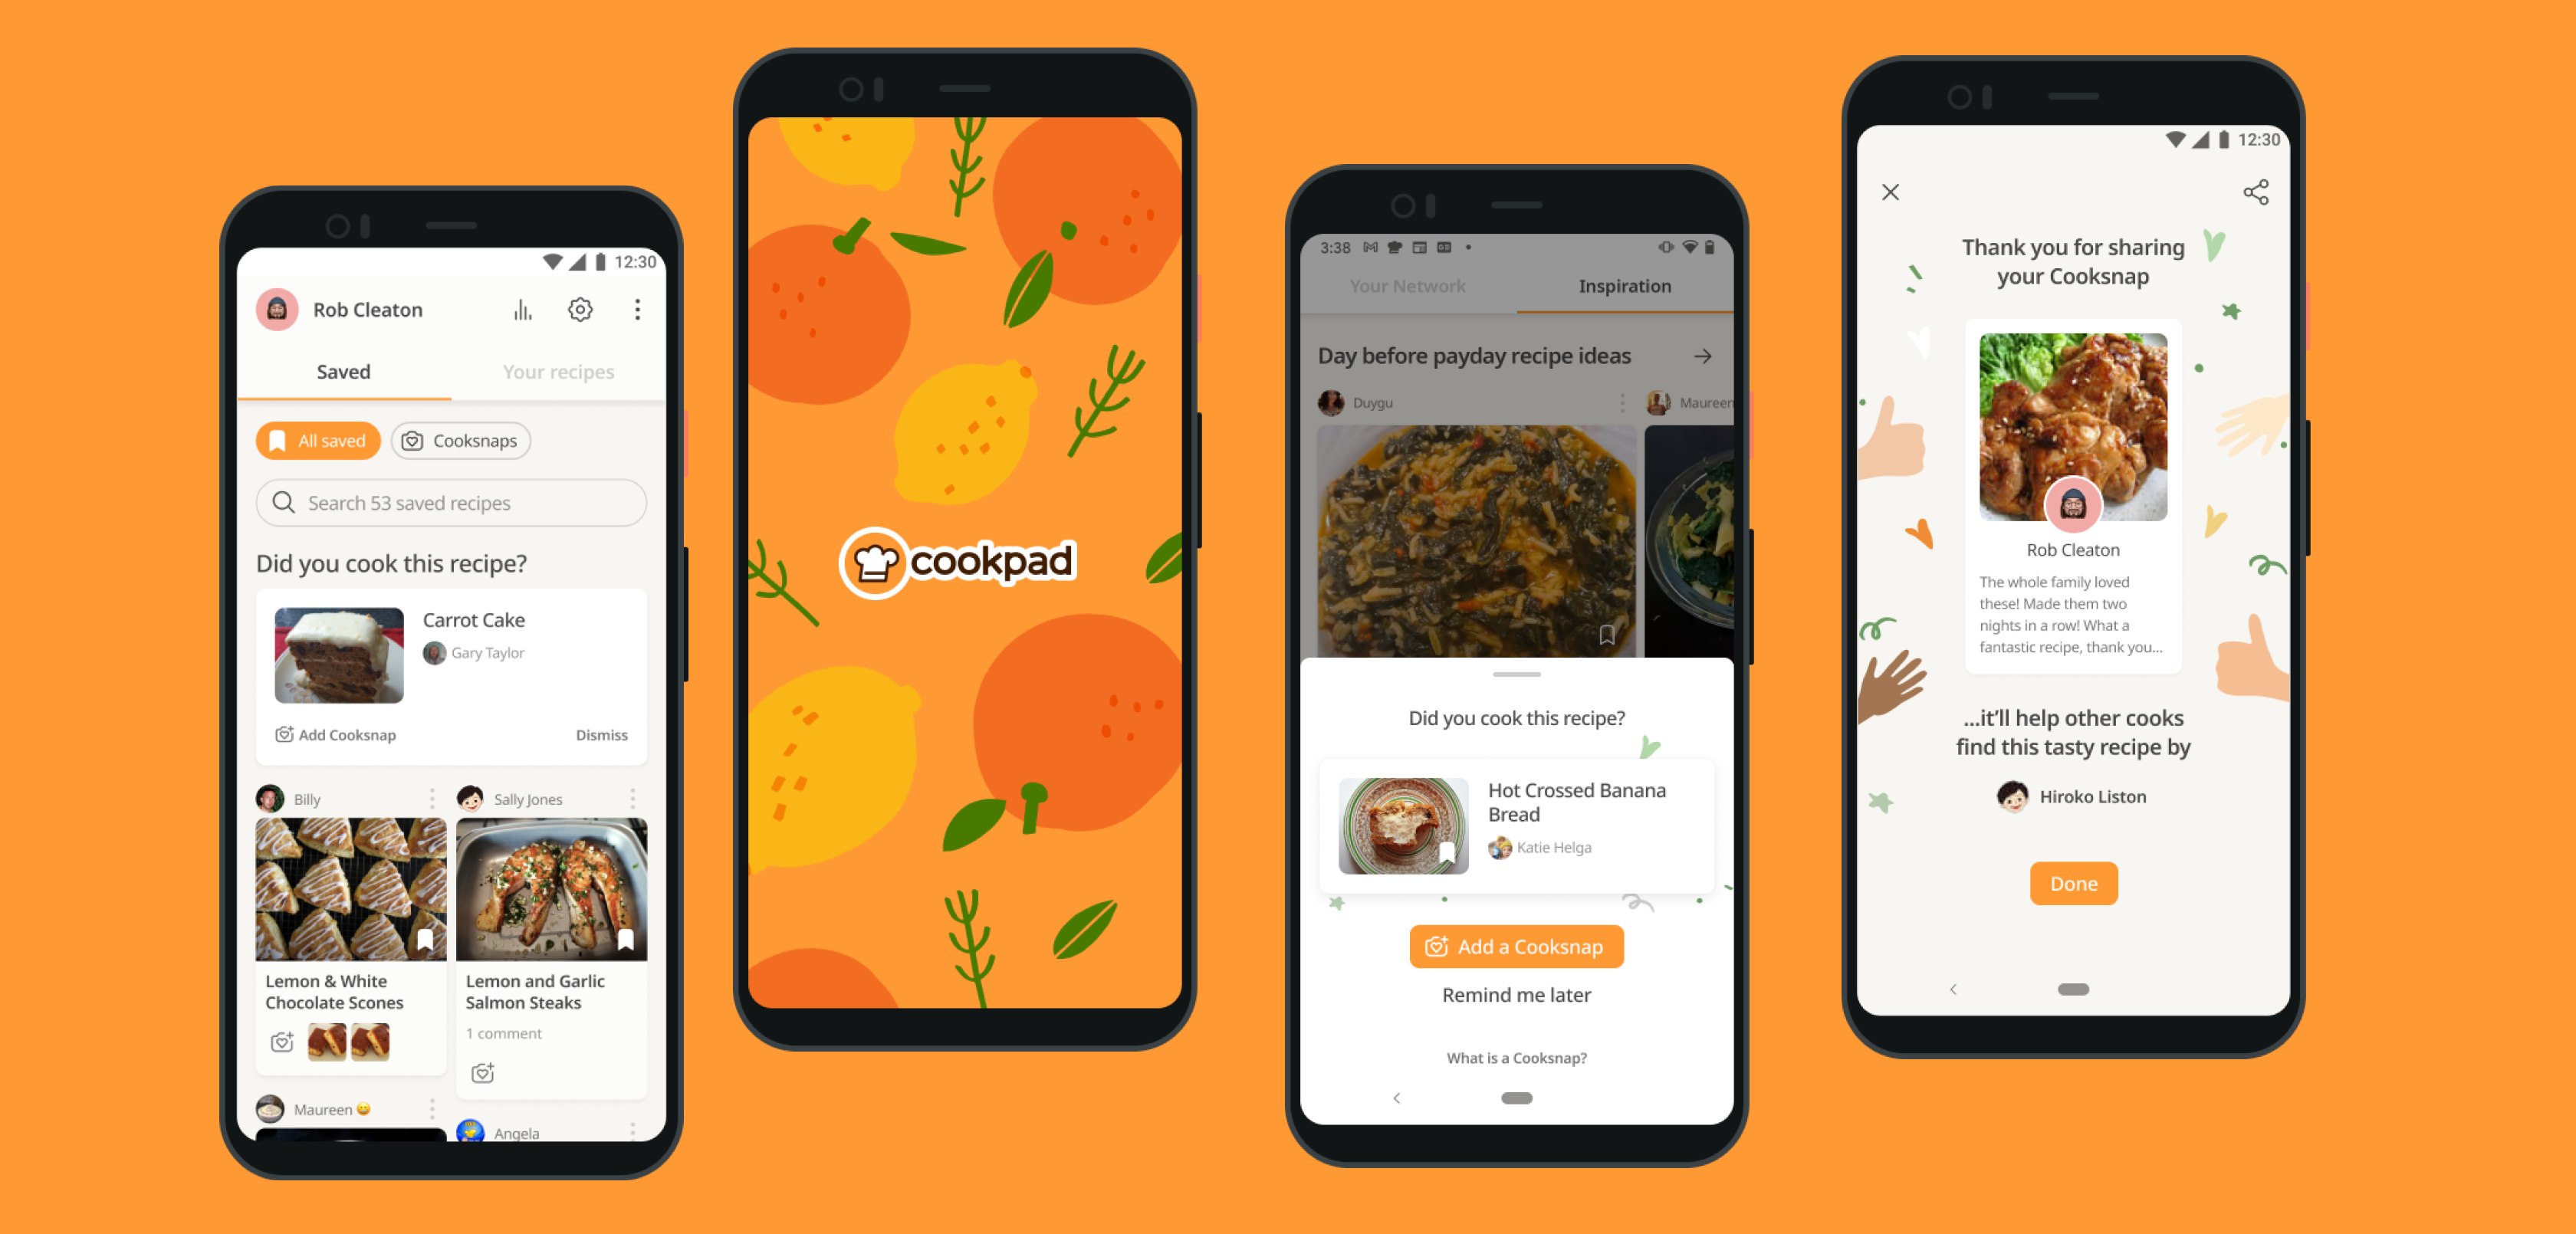 12:30
Rob Cleaton
Saved
Your recipes
All saved
Cooksnaps
Search 53 saved recipes
Did you cook this recipe?
Carrot Cake
Gary Taylor
Add Cooksnap
Dismiss
Billy
Sally Jones
Lemon & White
Chocolate Scones
Lemon and Garlic
Salmon Steaks
1 comment
Maureen 😄
Angela
cookpad
3:38
Your Network
Inspiration
Day before payday recipe ideas
Duygu
Maureen
Did you cook this recipe?
Hot Crossed Banana
Bread
Katie Helga
Add a Cooksnap
Remind me later
What is a Cooksnap?
12:30
Thank you for sharing
your Cooksnap
Rob Cleaton
The whole family loved
these! Made them two
nights in a row! What a
fantastic recipe, thank you...
...it'll help other cooks
find this tasty recipe by
Hiroko Liston
Done